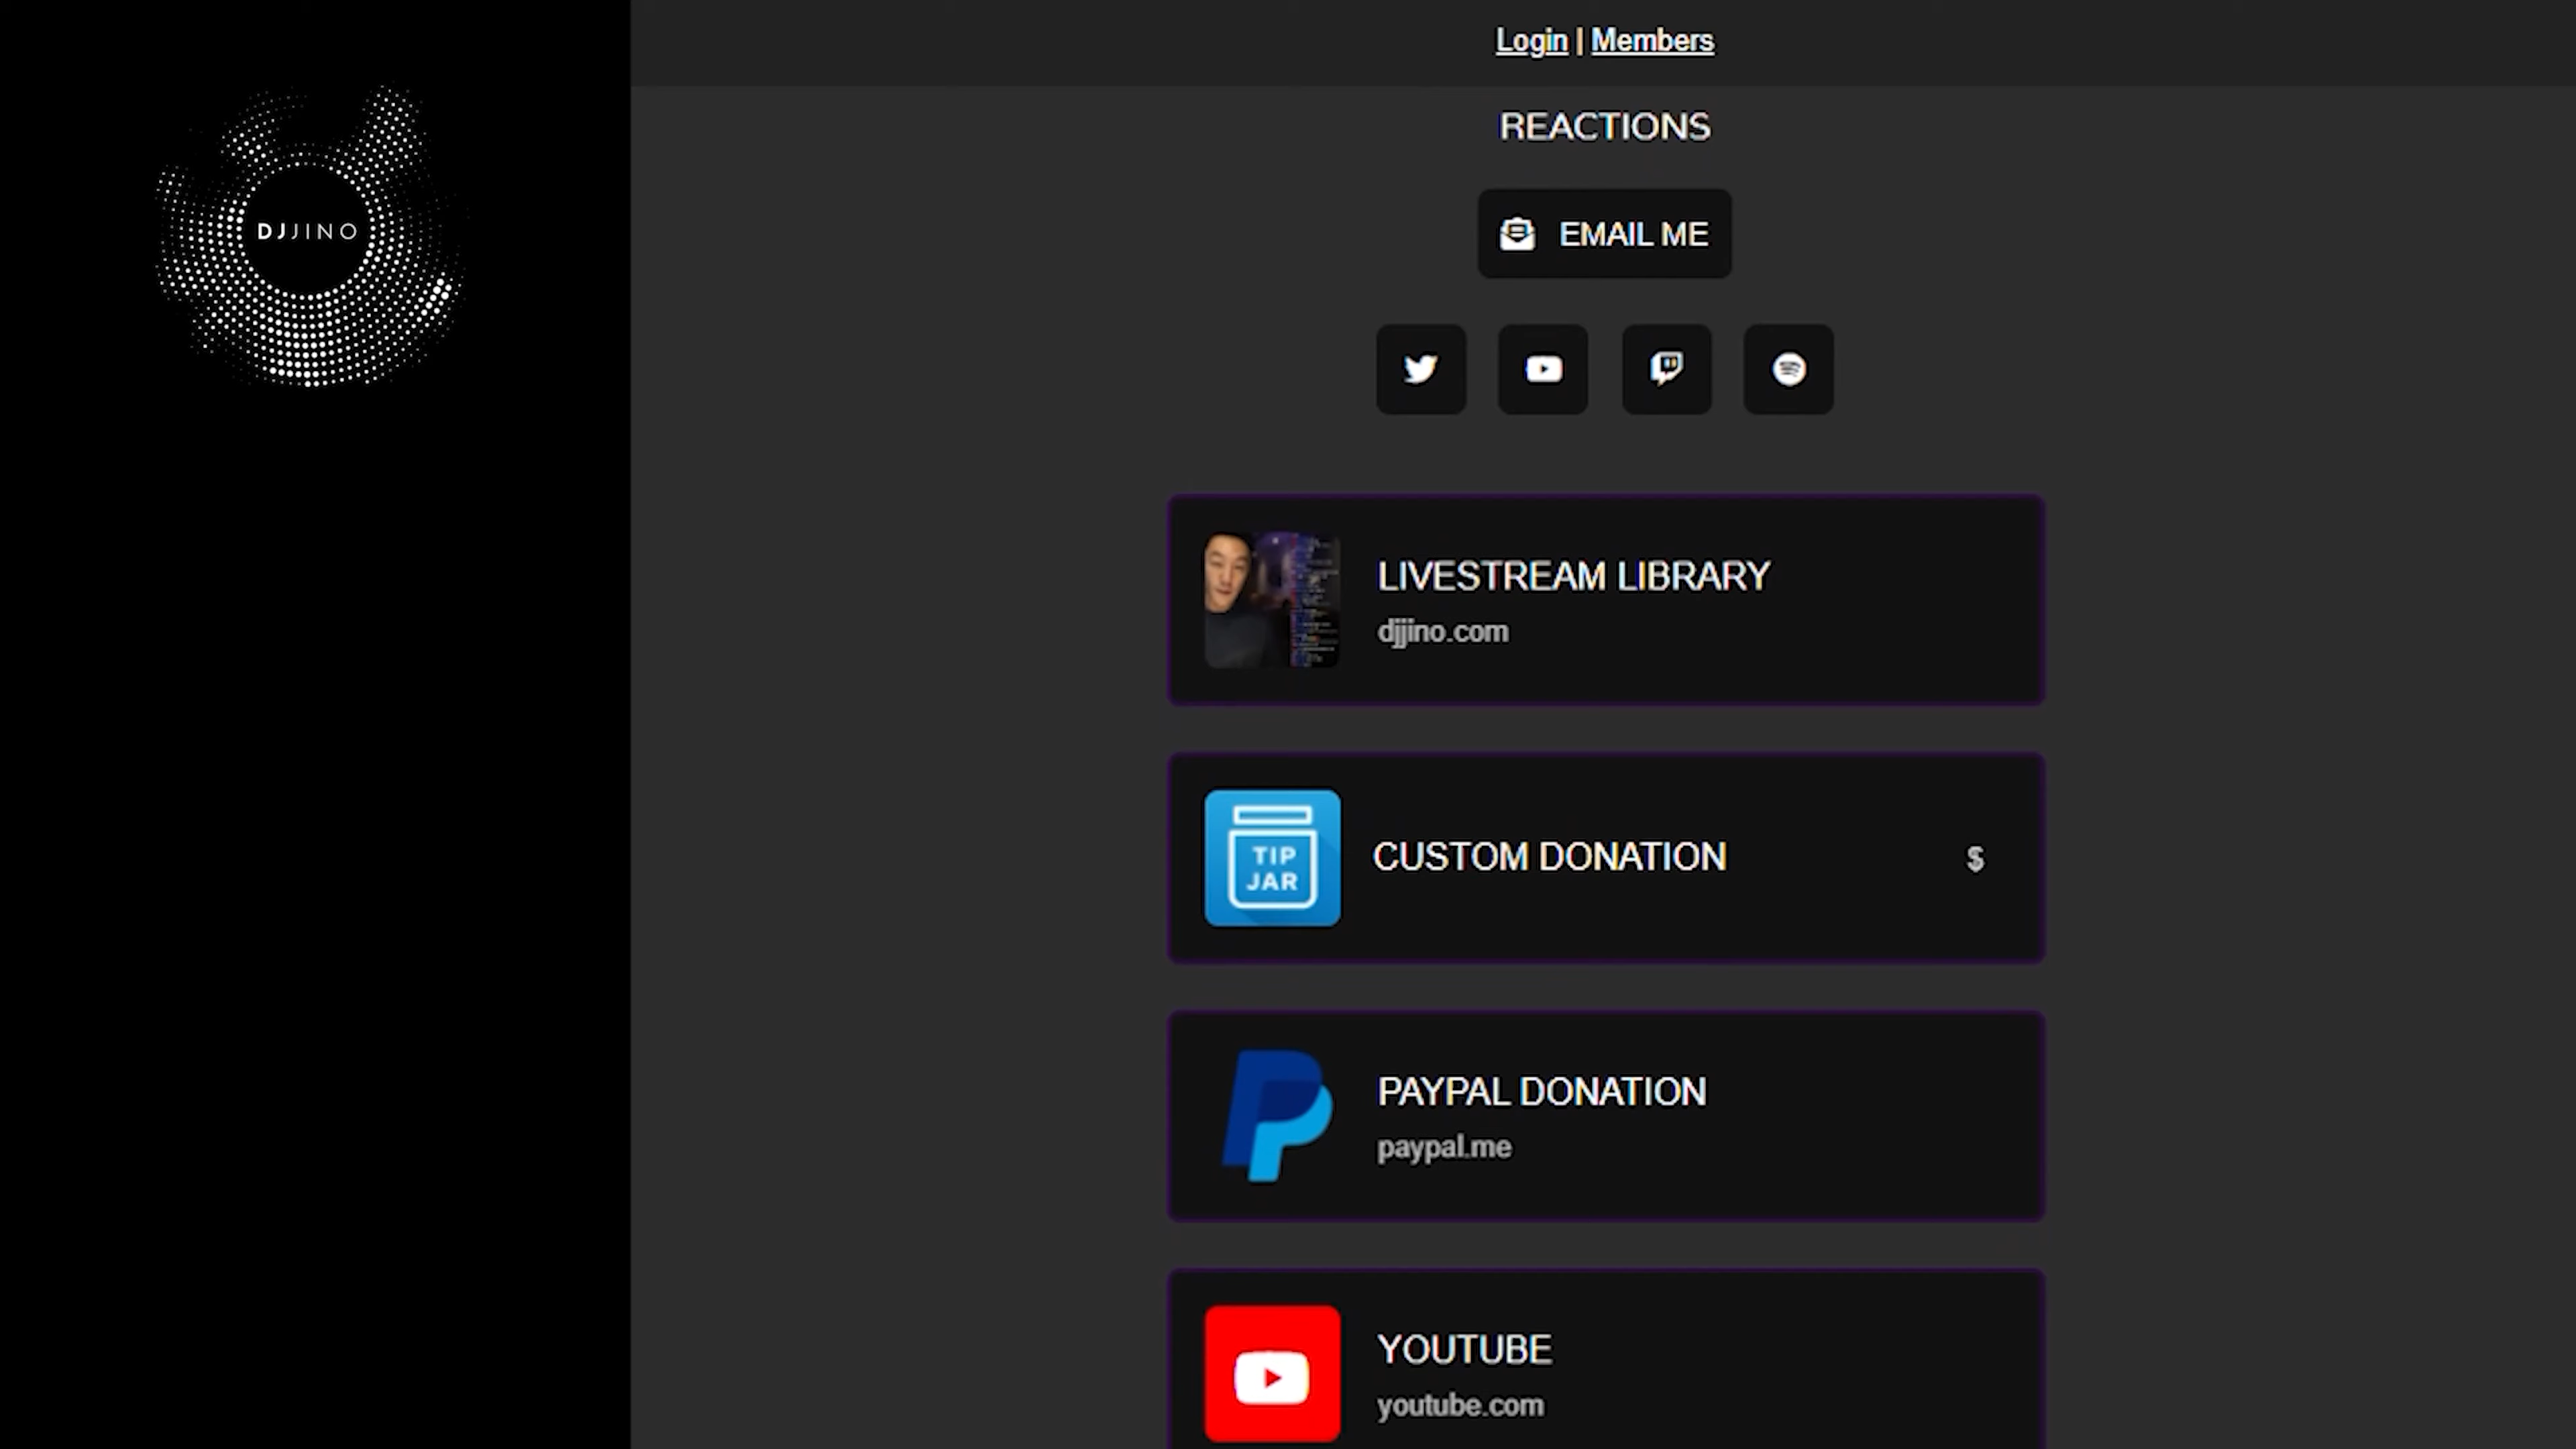 DJJINO
Login | Members
REACTIONS
EMAIL ME
LIVESTREAM LIBRARY
djjino.com
TIP
JAR
CUSTOM DONATION
$
PAYPAL DONATION
paypal.me
YOUTUBE
youtube.com